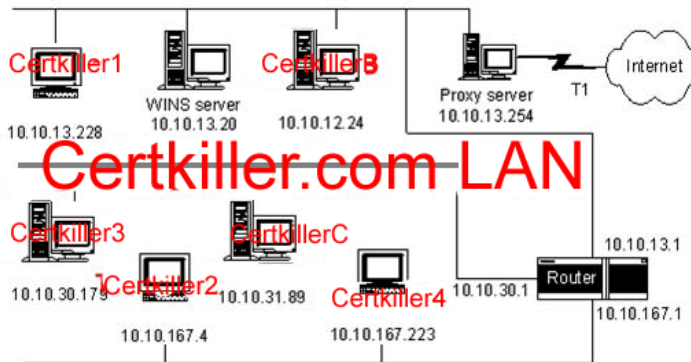 Certkiller1
CertkillerB
WINS server
Proxy server
T1
Internet
10.10.13.228
10.10.13.20
10.10.12.24
10.10.13.254
Certkiller.com LAN
Certkiller3
Certkiller2
CertkillerC
Certkiller4
10.10.30.179
10.10.31.89
10.10.167.4
10.10.167.223
10.10.30.1
Router
10.10.13.1
10.10.167.1